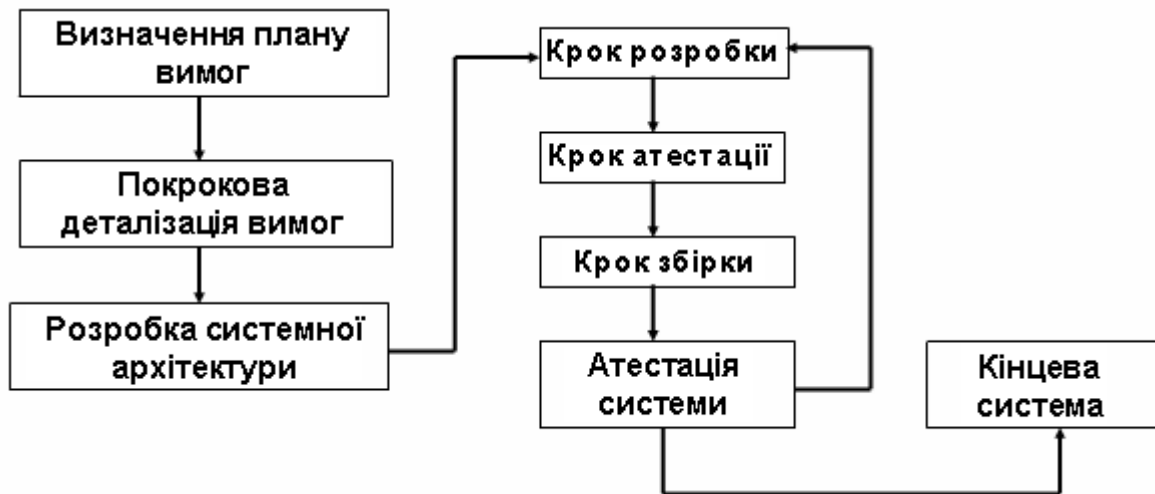 Визначення плану
вимог
Покрокова
деталізація вимог
Розробка системної
архітектури
Крок розробки
Крок атестації
Крок збірки
Атестація
системи
Кінцева
система